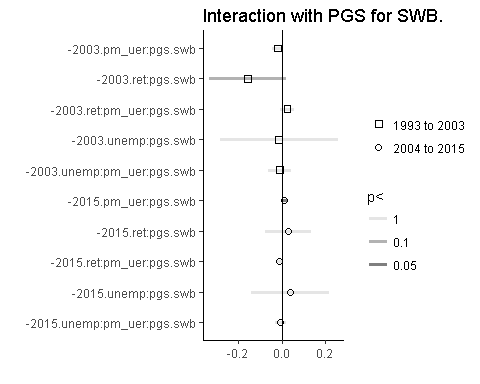 Interaction with PGS for SWB.
-2003.pm_uer:pgs.swb
-2003.ret:pgs.swb
-2003.ret:pm_uer:pgs.swb
-2003.unemp:pgs.swb
-2003.unemp:pm_uer:pgs.swb
-2015.pm_uer:pgs.swb
-2015.ret:pgs.swb
-2015.ret:pm_uer:pgs.swb
-2015.unemp:pgs.swb
-2015.unemp:pm_uer:pgs.swb
-0.2 0.0 0.2
1993 to 2003
2004 to 2015
p<
1
0.1
0.05